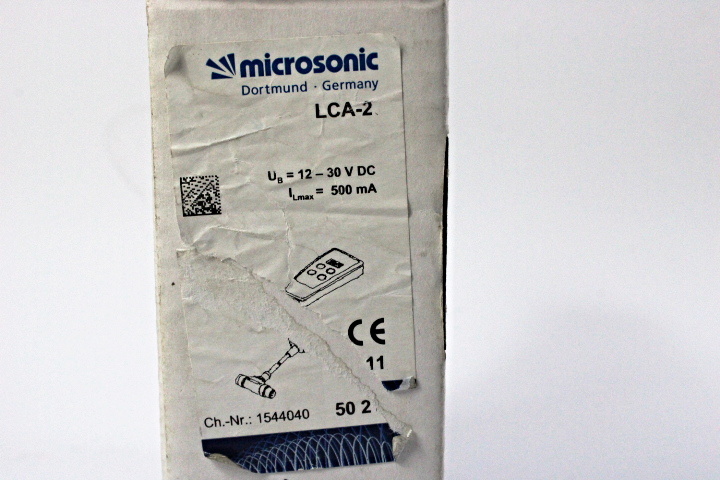 microsonic
Dortmund · Germany
LCA-2
UB = 12 – 30 V DC
ILmax = 500 mA
CE
11
Ch.-Nr.: 1544040
50 2